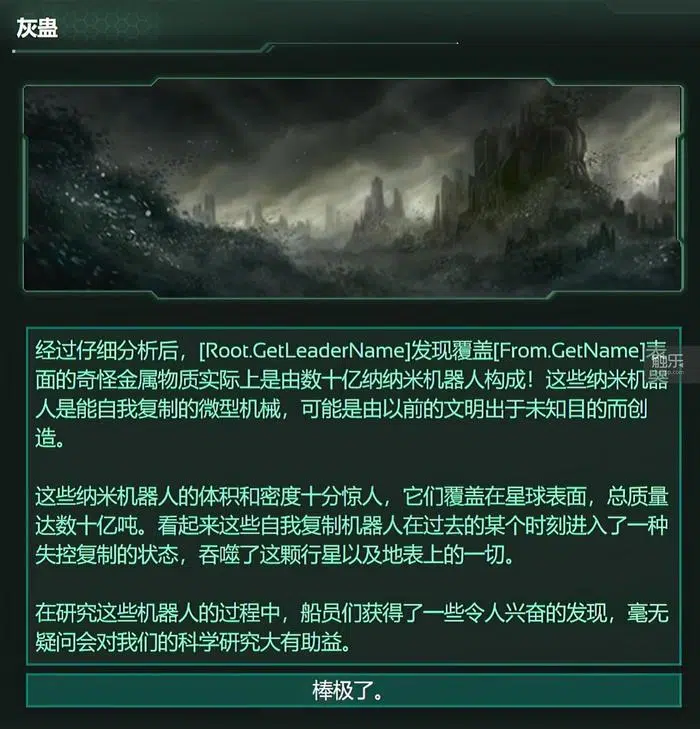 灰蛊
经过仔细分析后，[Root.GetLeaderName]发现覆盖[From.GetName]表
面的奇怪金属物质实际上是由数十亿纳纳米机器人构成！这些纳米机器
人是能自我复制的微型机械，可能是由以前的文明出于未知目的而创
造。
这些纳米机器人的体积和密度十分惊人，它们覆盖在星球表面，总质量
达数十亿吨。看起来这些自我复制机器人在过去的某个时刻进入了一种
失控复制的状态，吞噬了这颗行星以及地表上的一切。
在研究这些机器人的过程中，船员们获得了一些令人兴奋的发现，毫无
疑问会对我们的科学研究大有助益。
棒极了。
触乐